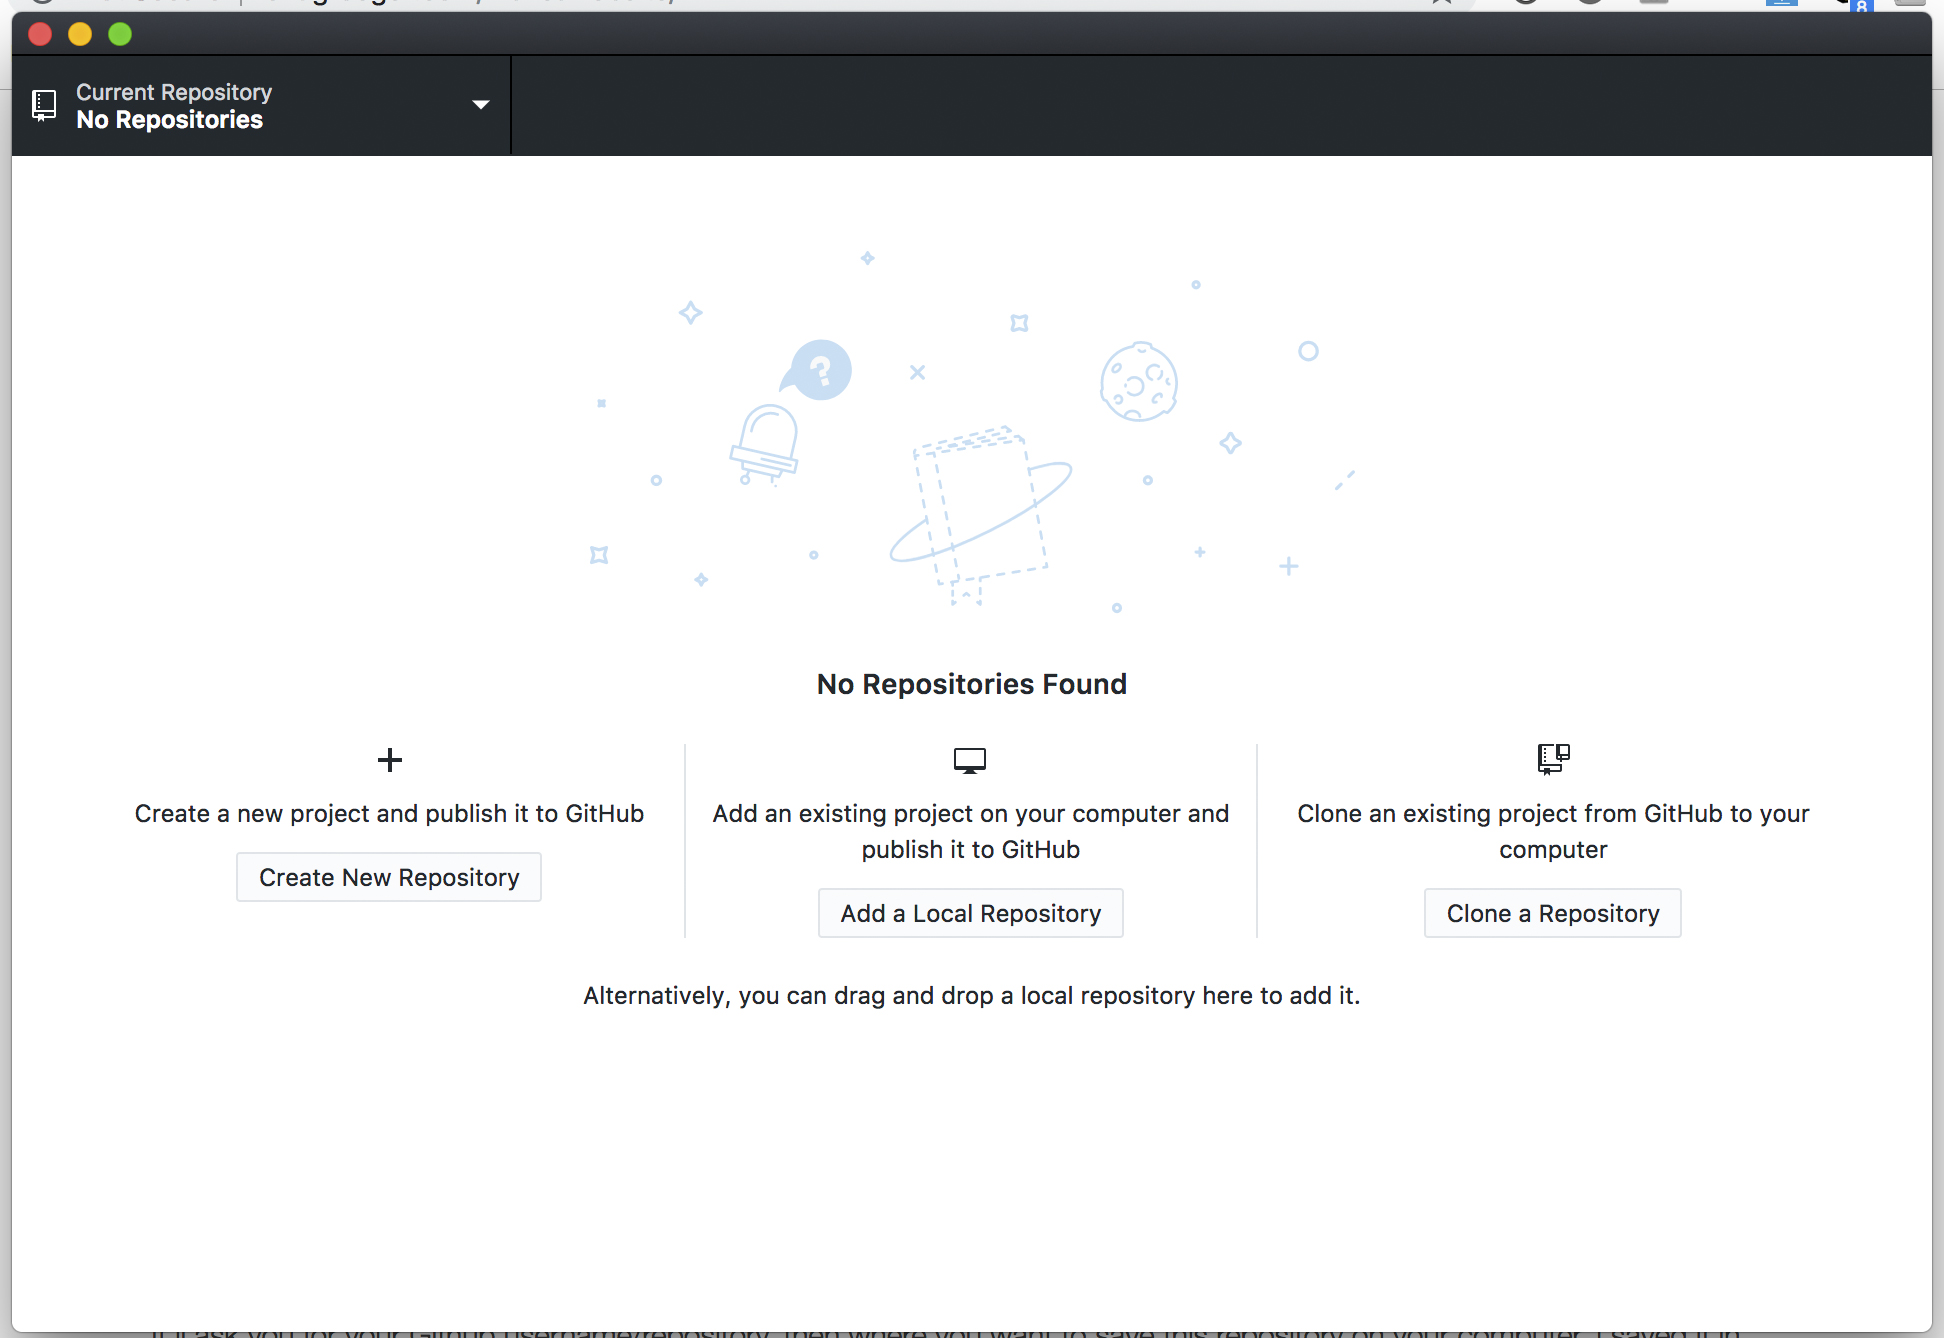 Current Repository
No Repositories
?
No Repositories Found
Create a new project and publish it to GitHub
Create New Repository
Add an existing project on your computer and
publish it to GitHub
Add a Local Repository
Clone an existing project from GitHub to your
computer
Clone a Repository
Alternatively, you can drag and drop a local repository here to add it.
8